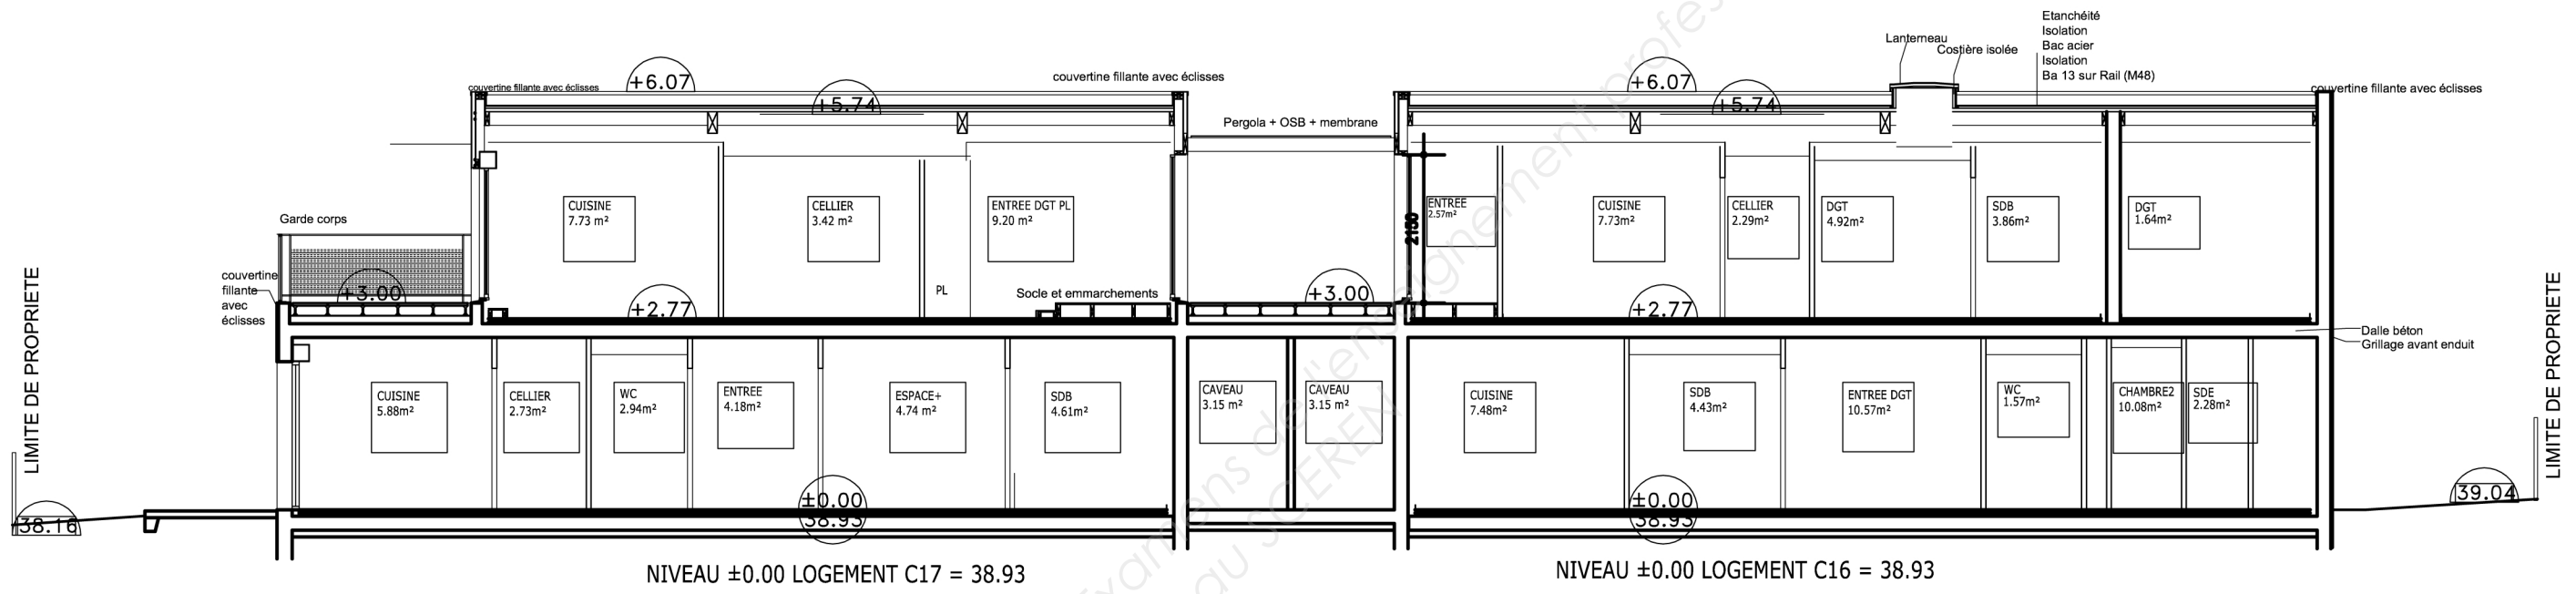 Etanchéité
Isolation
Bac acier
Isolation
Ba 13 sur Rail (M48)
Lanterneau
Costière isolée
couvertine fillante avec éclisses
+6.07
couvertine fillante avec éclisses
+6.07
couvertine fillante avec éclisses
+5.74
+5.74
Pergola + OSB + membrane
CUISINE
7.73 m²
CELLIER
3.42 m²
ENTREE DGT PL
9.20 m²
ENTREE
2.57m²
CUISINE
7.73m²
CELLIER
2.29m²
DGT
4.92m²
SDB
3.86m²
DGT
1.64m²
2150
Garde corps
couvertine
fillante
avec
éclisses
+3.00
+2.77
PL
Socle et emmarchements
+3.00
+2.77
Dalle béton
Grillage avant enduit
LIMITE DE PROPRIETE
LIMITE DE PROPRIETE
CUISINE
5.88m²
CELLIER
2.73m²
WC
2.94m²
ENTREE
4.18m²
ESPACE+
4.74 m²
SDB
4.61m²
CAVEAU
3.15 m²
CAVEAU
3.15 m²
CUISINE
7.48m²
SDB
4.43m²
ENTREE DGT
10.57m²
WC
1.57m²
CHAMBRE2
10.08m²
SDE
2.28m²
38.16
±0.00
38.93
±0.00
38.93
39.04
NIVEAU ±0.00 LOGEMENT C17 = 38.93
NIVEAU ±0.00 LOGEMENT C16 = 38.93
xamens de l'enseignement profes
au SCEREN